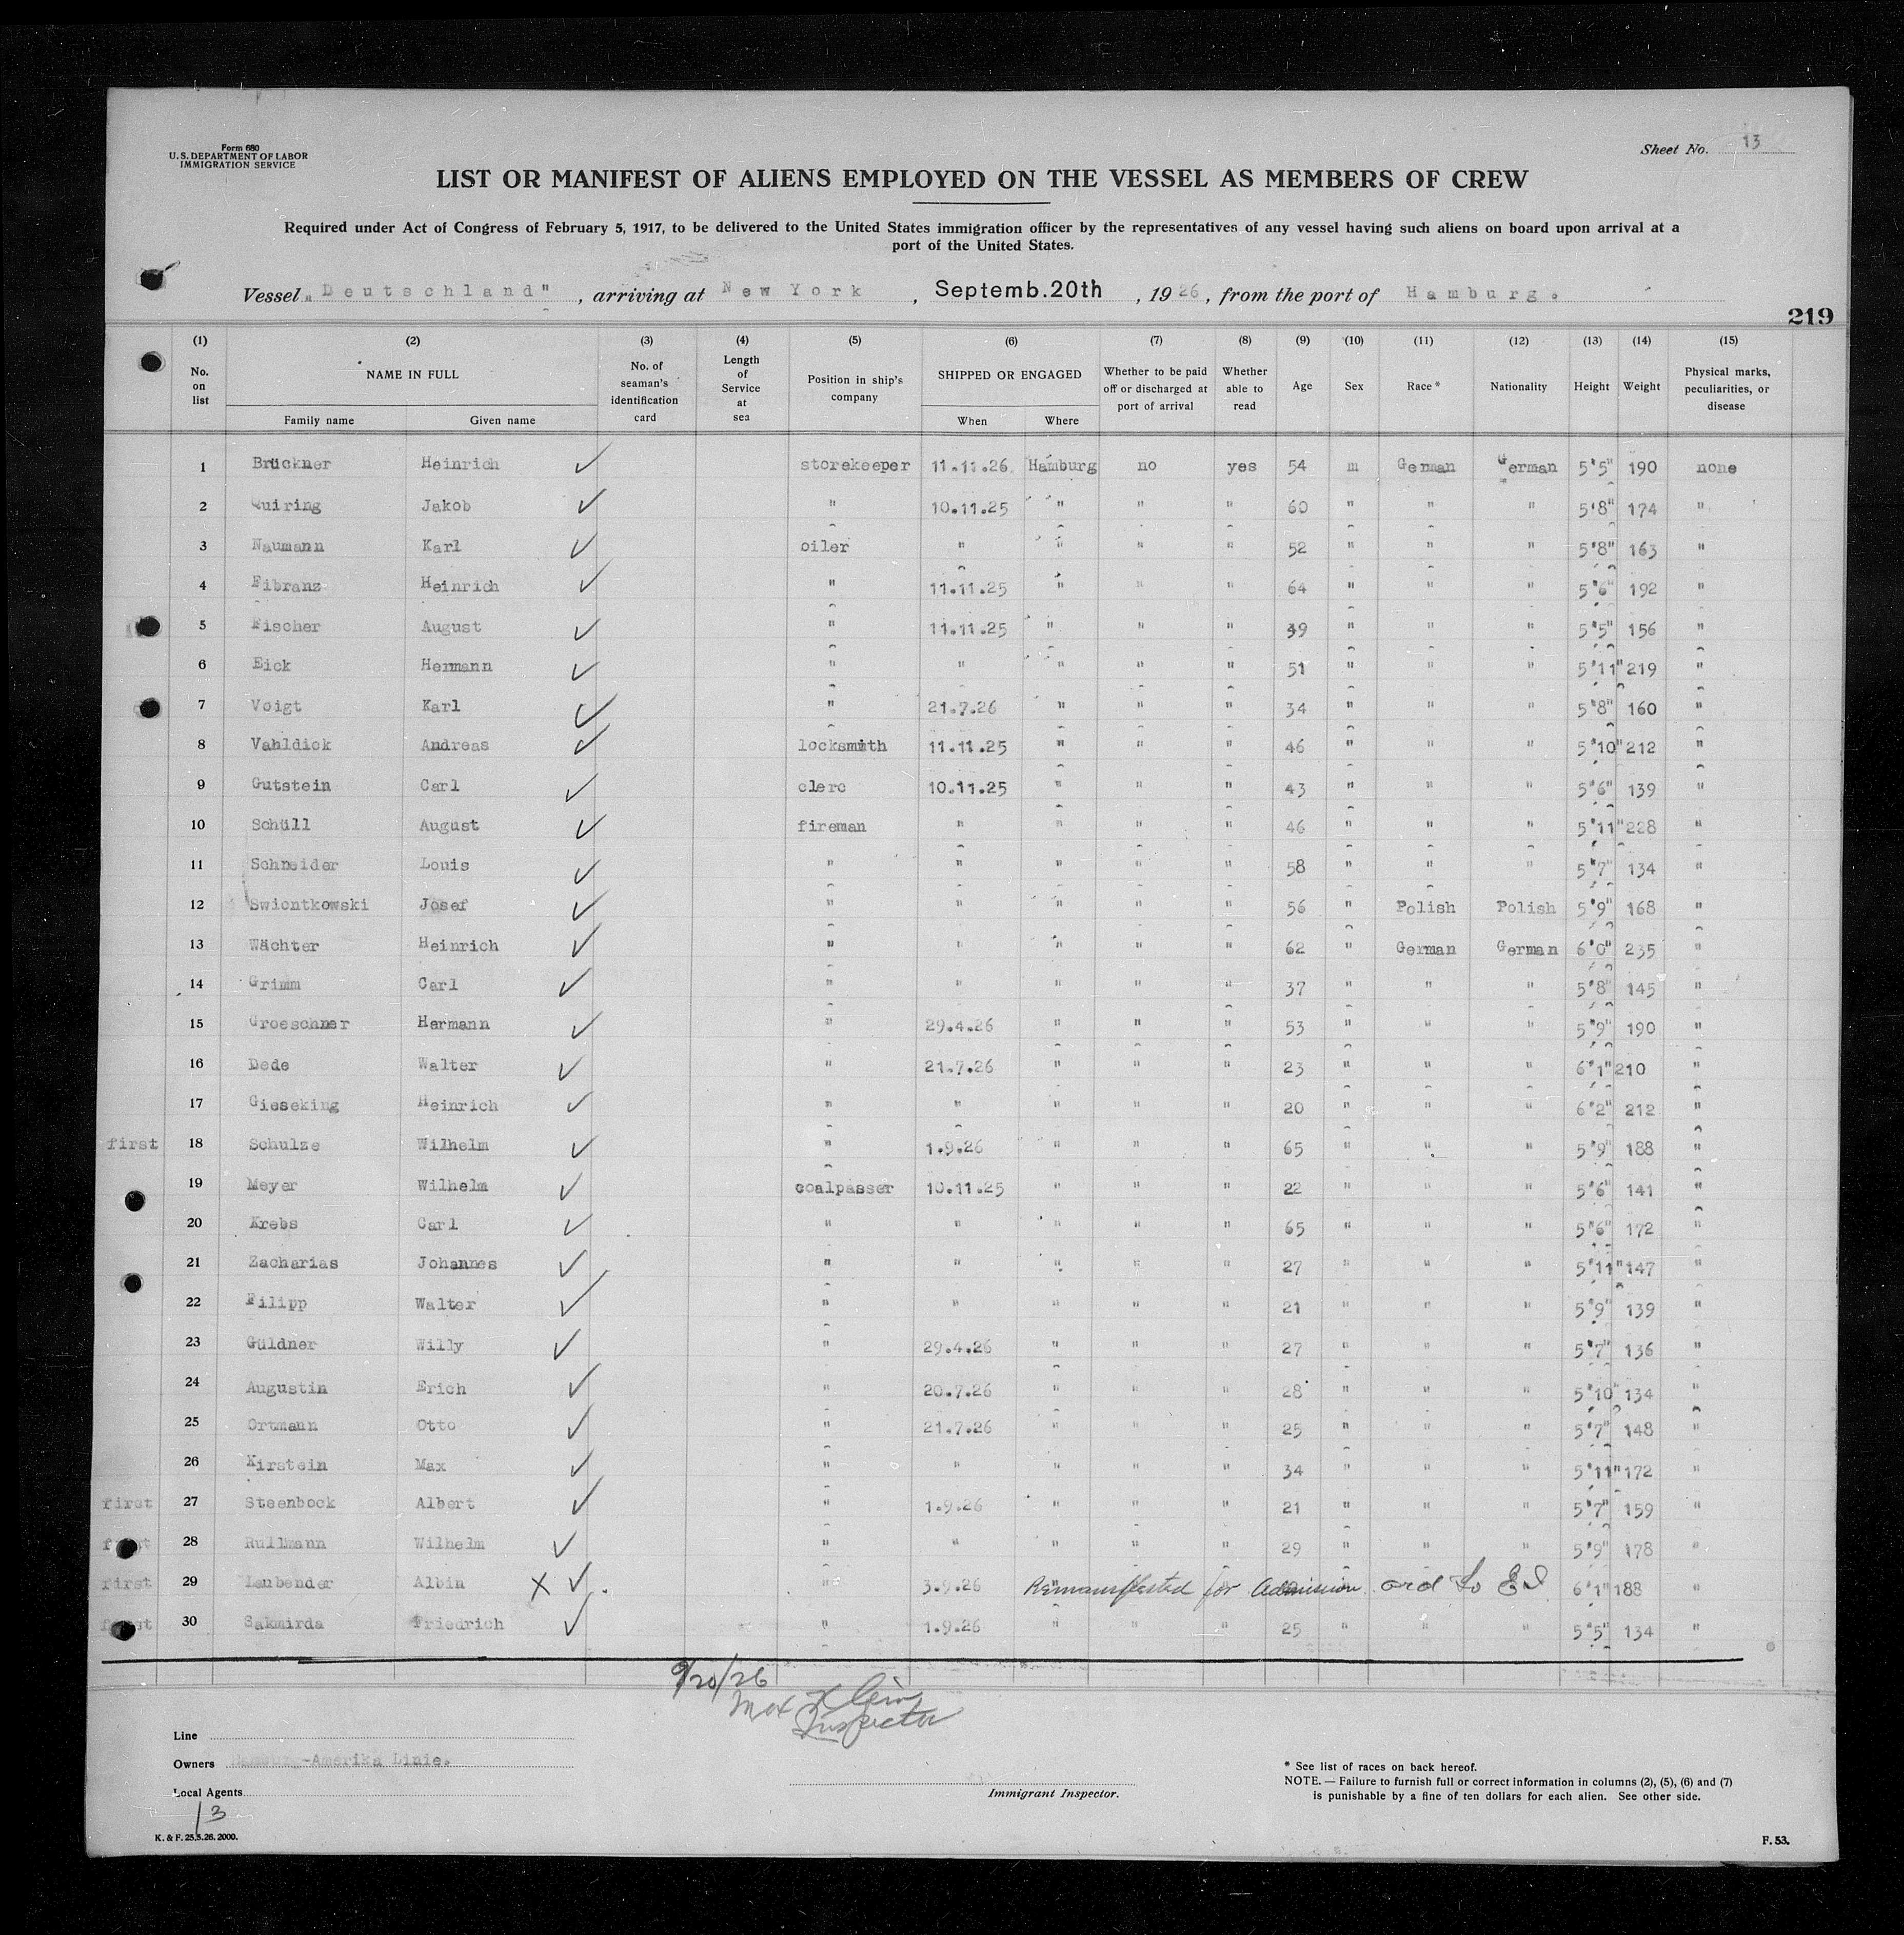 Form 680
U.S. DEPARTMENT OF LABOR
IMMIGRATION SERVICE
Sheet No. 13
LIST OR MANIFEST OF ALIENS EMPLOYED ON THE VESSEL AS MEMBERS OF CREW
Required under Act of Congress of February 5, 1917, to be delivered to the United States immigration officer by the representatives of any vessel having such aliens on board upon arrival at a
port of the United States.
Vessel „Deutschland", arriving at New York, Septemb.20th, 1926, from the port of Hamburg.
219
(1) (2) (3) (4) (5) (6) (7) (8) (9) (10) (11) (12) (13) (14) (15)
No. on list NAME IN FULL No. of seaman's identification card Length of Service at sea Position in ship's company SHIPPED OR ENGAGED Whether to be paid off or discharged at port of arrival Whether able to read Age Sex Race * Nationality Height Weight Physical marks, peculiarities, or disease
Family name Given name When Where
1 Brückner Heinrich ✓ storekeeper 11.11.26 Hamburg no yes 54 m German German 5'5" 190 none
2 Quiring Jakob ✓ " 10.11.25 " " " 60 " " " 5'8" 174 "
3 Naumann Karl ✓ oiler " " " " 52 " " " 5'8" 163 "
4 Fibranz Heinrich ✓ " 11.11.25 " " " 64 " " " 5'6" 192 "
5 Fischer August ✓ " 11.11.25 " " " 39 " " " 5'5" 156 "
6 Eick Hermann ✓ " " " " " 51 " " " 5'11" 219 "
7 Voigt Karl ✓ " 21.7.26 " " " 34 " " " 5'8" 160 "
8 Vahldick Andreas ✓ locksmith 11.11.25 " " " 46 " " " 5'10" 212 "
9 Gutstein Carl ✓ clerc 10.11.25 " " " 43 " " " 5'6" 139 "
10 Schüll August ✓ fireman " " " " 46 " " " 5'11" 228 "
11 Schneider Louis ✓ " " " " " 58 " " " 5'7" 134 "
12 Swiontkowski Josef ✓ " " " " " 56 " Polish Polish 5'9" 168 "
13 Wächter Heinrich ✓ " " " " " 62 " German German 6'0" 235 "
14 Grimm Carl ✓ " " " " " 37 " " " 5'8" 145 "
15 Groeschner Hermann ✓ " 29.4.26 " " " 53 " " " 5'9" 190 "
16 Dede Walter ✓ " 21.7.26 " " " 23 " " " 6'1" 210 "
17 Gieseking Heinrich ✓ " " " " " 20 " " " 6'2" 212 "
first 18 Schulze Wilhelm ✓ " 1.9.26 " " " 65 " " " 5'9" 188 "
19 Meyer Wilhelm ✓ coalpasser 10.11.25 " " " 22 " " " 5'6" 141 "
20 Krebs Carl ✓ " " " " " 65 " " " 5'6" 172 "
21 Zacharias Johannes ✓ " " " " " 27 " " " 5'11" 147 "
22 Filipp Walter ✓ " " " " " 21 " " " 5'9" 139 "
23 Güldner Willy ✓ " 29.4.26 " " " 27 " " " 5'7" 136 "
24 Augustin Erich ✓ " 20.7.26 " " " 28 " " " 5'10" 134 "
25 Ortmann Otto ✓ " 21.7.26 " " " 25 " " " 5'7" 148 "
26 Kirstein Max ✓ " " " " " 34 " " " 5'11" 172 "
first 27 Steenbock Albert ✓ " 1.9.26 " " " 21 " " " 5'7" 159 "
first 28 Rullmann Wilhelm ✓ " " " " " 29 " " " 5'9" 178 "
first 29 Laubender Albin X ✓ " 3.9.26 Remanifested for admission ord to EI 6'1" 188 "
first 30 Sakmirda Friedrich ✓ " 1.9.26 " " " 25 " " " 5'5" 134 "
9/20/26
Max Klein
Inspector
Line
Owners Hamburg-Amerika Linie.
Local Agents
13
Immigrant Inspector.
* See list of races on back hereof.
NOTE. — Failure to furnish full or correct information in columns (2), (5), (6) and (7)
is punishable by a fine of ten dollars for each alien. See other side.
K. & F. 25.5.26. 2000.
F. 53.